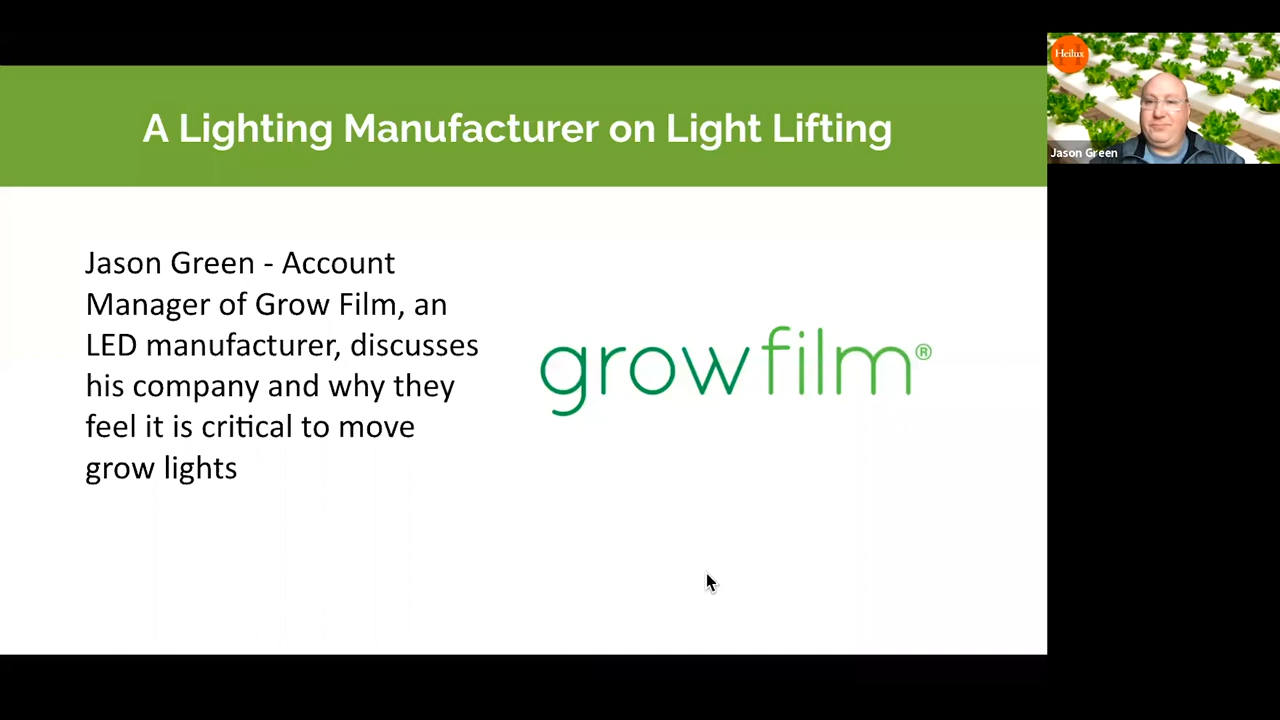 A Lighting Manufacturer on Light Lifting
Heilux
Jason Green
Jason Green - Account
Manager of Grow Film, an
LED manufacturer, discusses
his company and why they
feel it is critical to move
grow lights
growfilm®